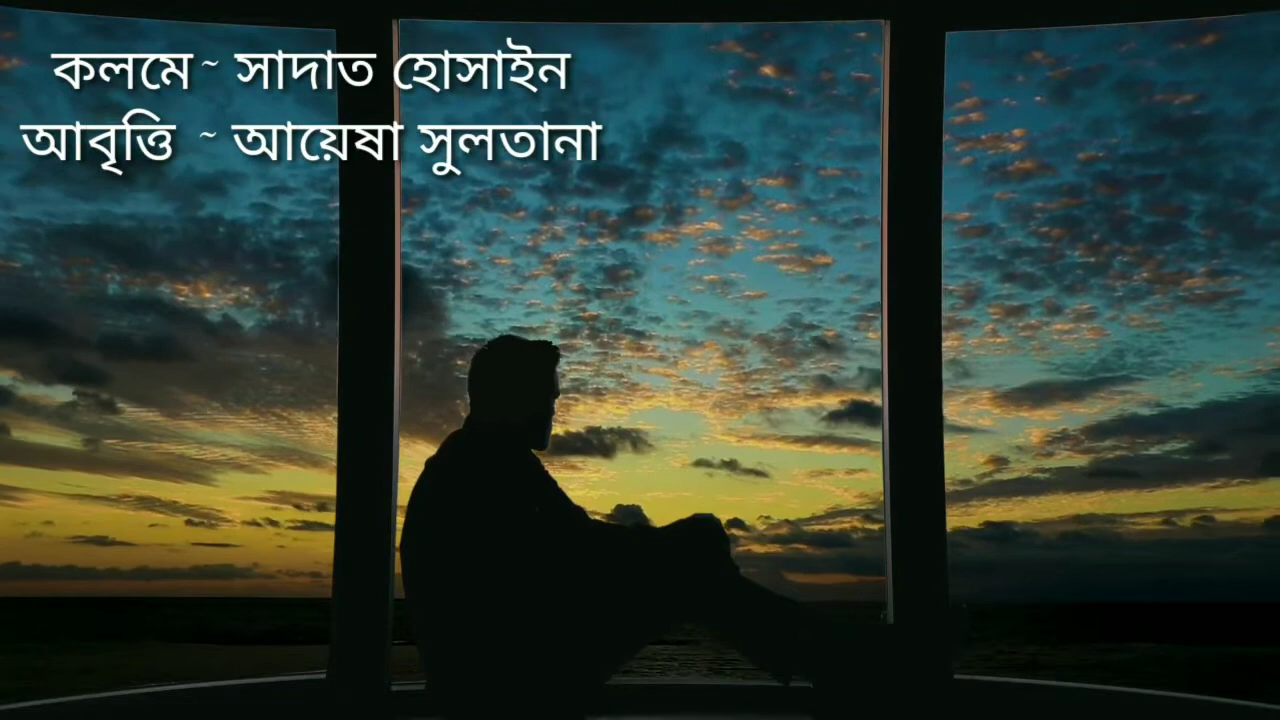 কলমে ~ সাদাত হোসাইন
আবৃত্তি ~ আয়েষা সুলতানা